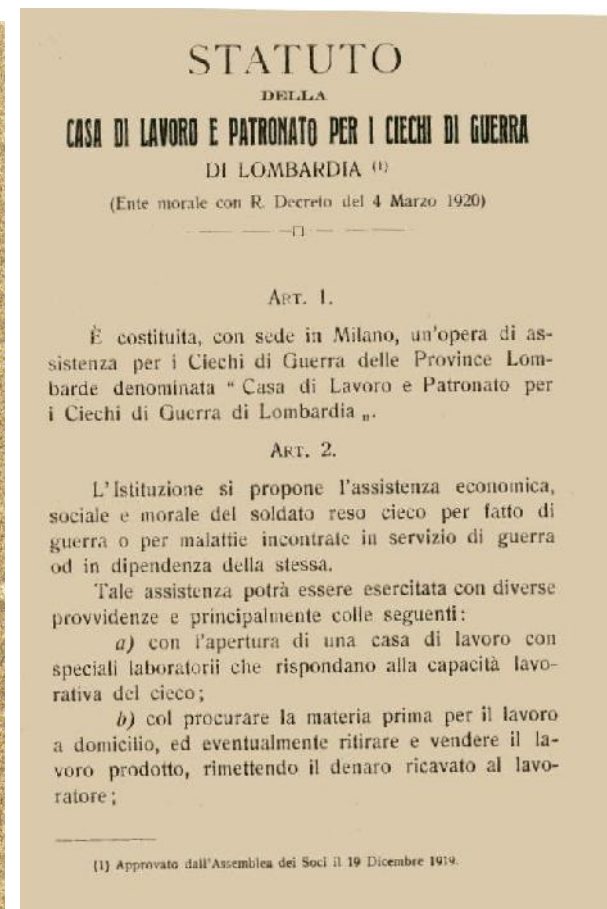 STATUTO
DELLA
CASA DI LAVORO E PATRONATO PER I CIECHI DI GUERRA
DI LOMBARDIA (1)
(Ente morale con R. Decreto del 4 Marzo 1920)
ART. 1.
È costituita, con sede in Milano, un'opera di as-
sistenza per i Ciechi di Guerra delle Province Lom-
barde denominata “ Casa di Lavoro e Patronato per
i Ciechi di Guerra di Lombardia „.
ART. 2.
L'Istituzione si propone l'assistenza economica,
sociale e morale del soldato reso cieco per fatto di
guerra o per malattie incontrate in servizio di guerra
od in dipendenza della stessa.
Tale assistenza potrà essere esercitata con diverse
provvidenze e principalmente colle seguenti:
a) con l'apertura di una casa di lavoro con
speciali laboratorii che rispondano alla capacità lavo-
rativa del cieco;
b) col procurare la materia prima per il lavoro
a domicilio, ed eventualmente ritirare e vendere il la-
voro prodotto, rimettendo il denaro ricavato al lavo-
ratore;
(1) Approvato dall'Assemblea dei Soci il 19 Dicembre 1919.